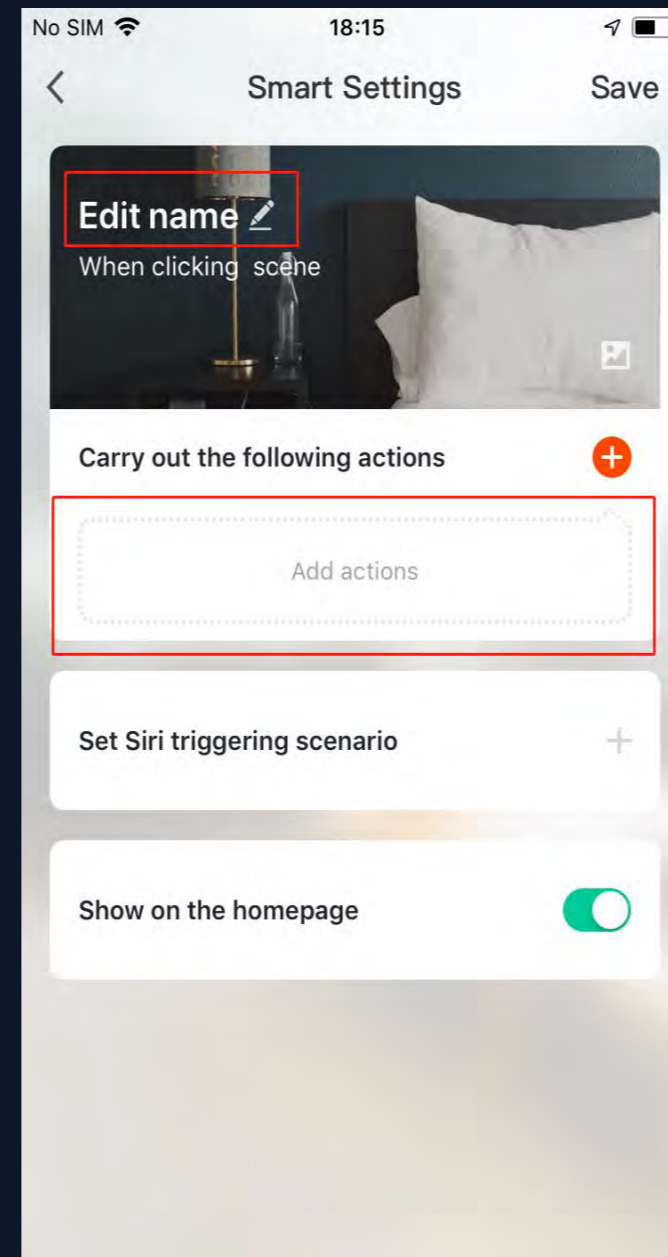 No SIM 18:15
Smart Settings Save
Edit name
When clicking scene
Carry out the following actions
Add actions
Set Siri triggering scenario
Show on the homepage